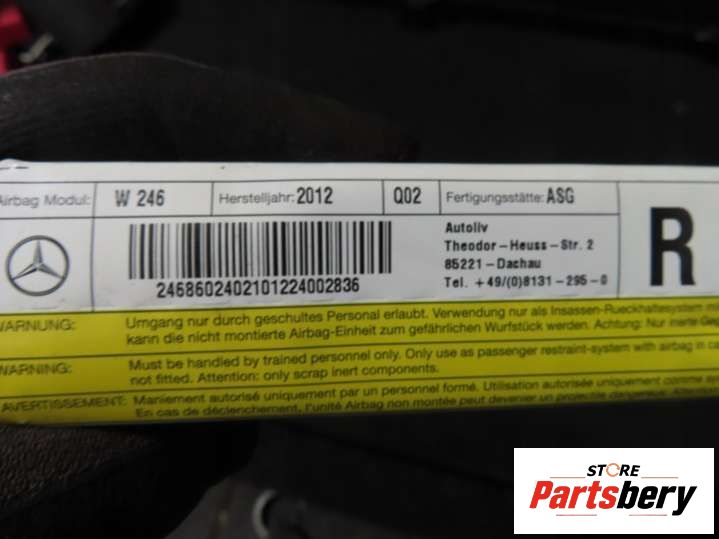 Airbag Modul: W 246 Herstelljahr: 2012 Q02 Fertigungsstätte: ASG
R
Autoliv
Theodor-Heuss-Str. 2
85221-Dachau
Tel. +49/(0)8131-295-0
24686024021012240​02836
WARNUNG: Umgang nur durch geschultes Personal erlaubt. Verwendung nur als Insassen-Rueckhaltesystem
kann die nicht montierte Airbag-Einheit zum gefährlichen Wurfstück werden. Achtung: Nur inerte
WARNING: Must be handled by trained personnel only. Only use as passenger restraint-system with airbag in
not fitted. Attention: only scrap inert components.
AVERTISSEMENT: Maniement autorisé uniquement par un personnel formé. Utilisation autorisée uniquement comme
En cas de déclenchement, l'unité Airbag non montée peut devenir un projectile dangereux.
STORE
Partsbery